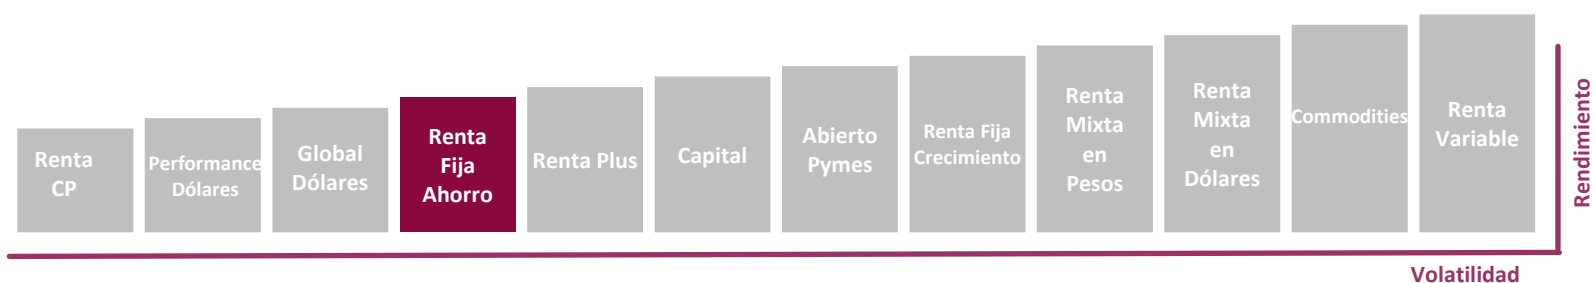 Renta
CP
Performance
Dólares
Global
Dólares
Renta
Fija
Ahorro
Renta Plus
Capital
Abierto
Pymes
Renta Fija
Crecimiento
Renta
Mixta
en
Pesos
Renta
Mixta
en
Dólares
Commodities
Renta
Variable
Rendimiento
Volatilidad